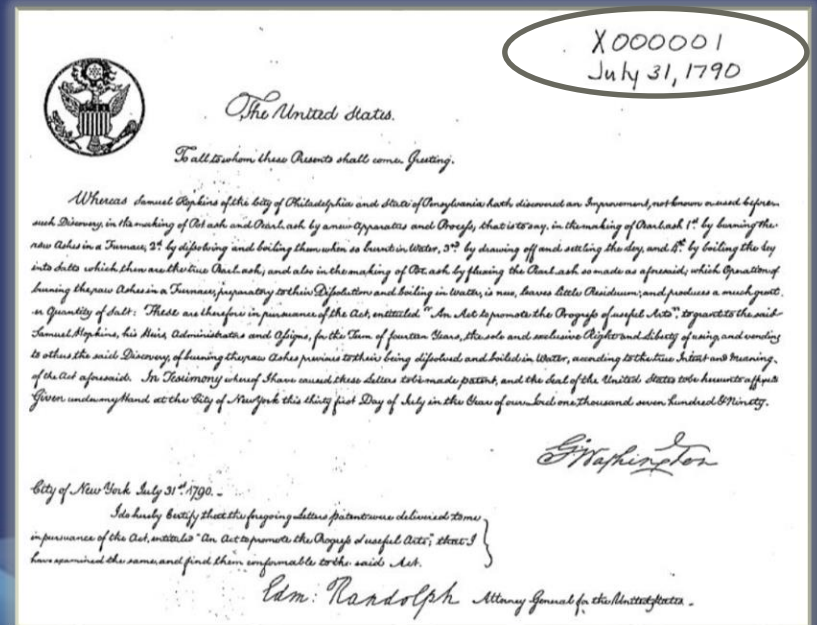 X000001
July 31, 1790
The United States.
To all to whom these Presents shall come. Greeting.
Whereas Samuel Hopkins of the City of Philadelphia and State of Pensylvania hath discovered an Improvement, not known or used before
such Discovery, in the making of Pot ash and Pearl ash by a new Apparatus and Process, that is to say, in the making of Pearl ash 1st. by burning the
raw Ashes in a Furnace, 2d. by dissolving and boiling them when so burnt in Water, 3rd. by drawing off and settling the Ley, and 4th. by boiling the Ley
into Salts which then are the true Pearl ash; and also in the making of Pot ash by fluxing the Pearl ash so made as aforesaid; which Operation of
burning the raw Ashes in a Furnace, preparatory to their Dissolution and boiling in Water, is new, leaves little Residuum; and produces a much great-
er Quantity of Salt: These are therefore in pursuance of the Act, entituled "An Act to promote the Progress of useful Arts", to grant to the said
Samuel Hopkins, his Heirs, Administrators and Assigns, for the Term of fourteen Years, the sole and exclusive Right and Liberty of using, and vending
to others the said Discovery, of burning the raw Ashes previous to their being dissolved and boiled in Water, according to the true Intent and Meaning
of the Act aforesaid. In Testimony whereof I have caused these Letters to be made patent, and the Seal of the United States to be hereunto affixed
Given under my Hand at the City of New York this thirty first Day of July in the Year of our Lord one thousand seven hundred & Ninety.
G Washington
City of New York July 31st. 1790. -
I do hereby Certify that the foregoing Letters patent were delivered to me
in pursuance of the Act, entituled "An Act to promote the Progress of useful Arts"; that I
have examined the same, and find them conformable to the said Act.
Edm: Randolph Attorney General for the United States.